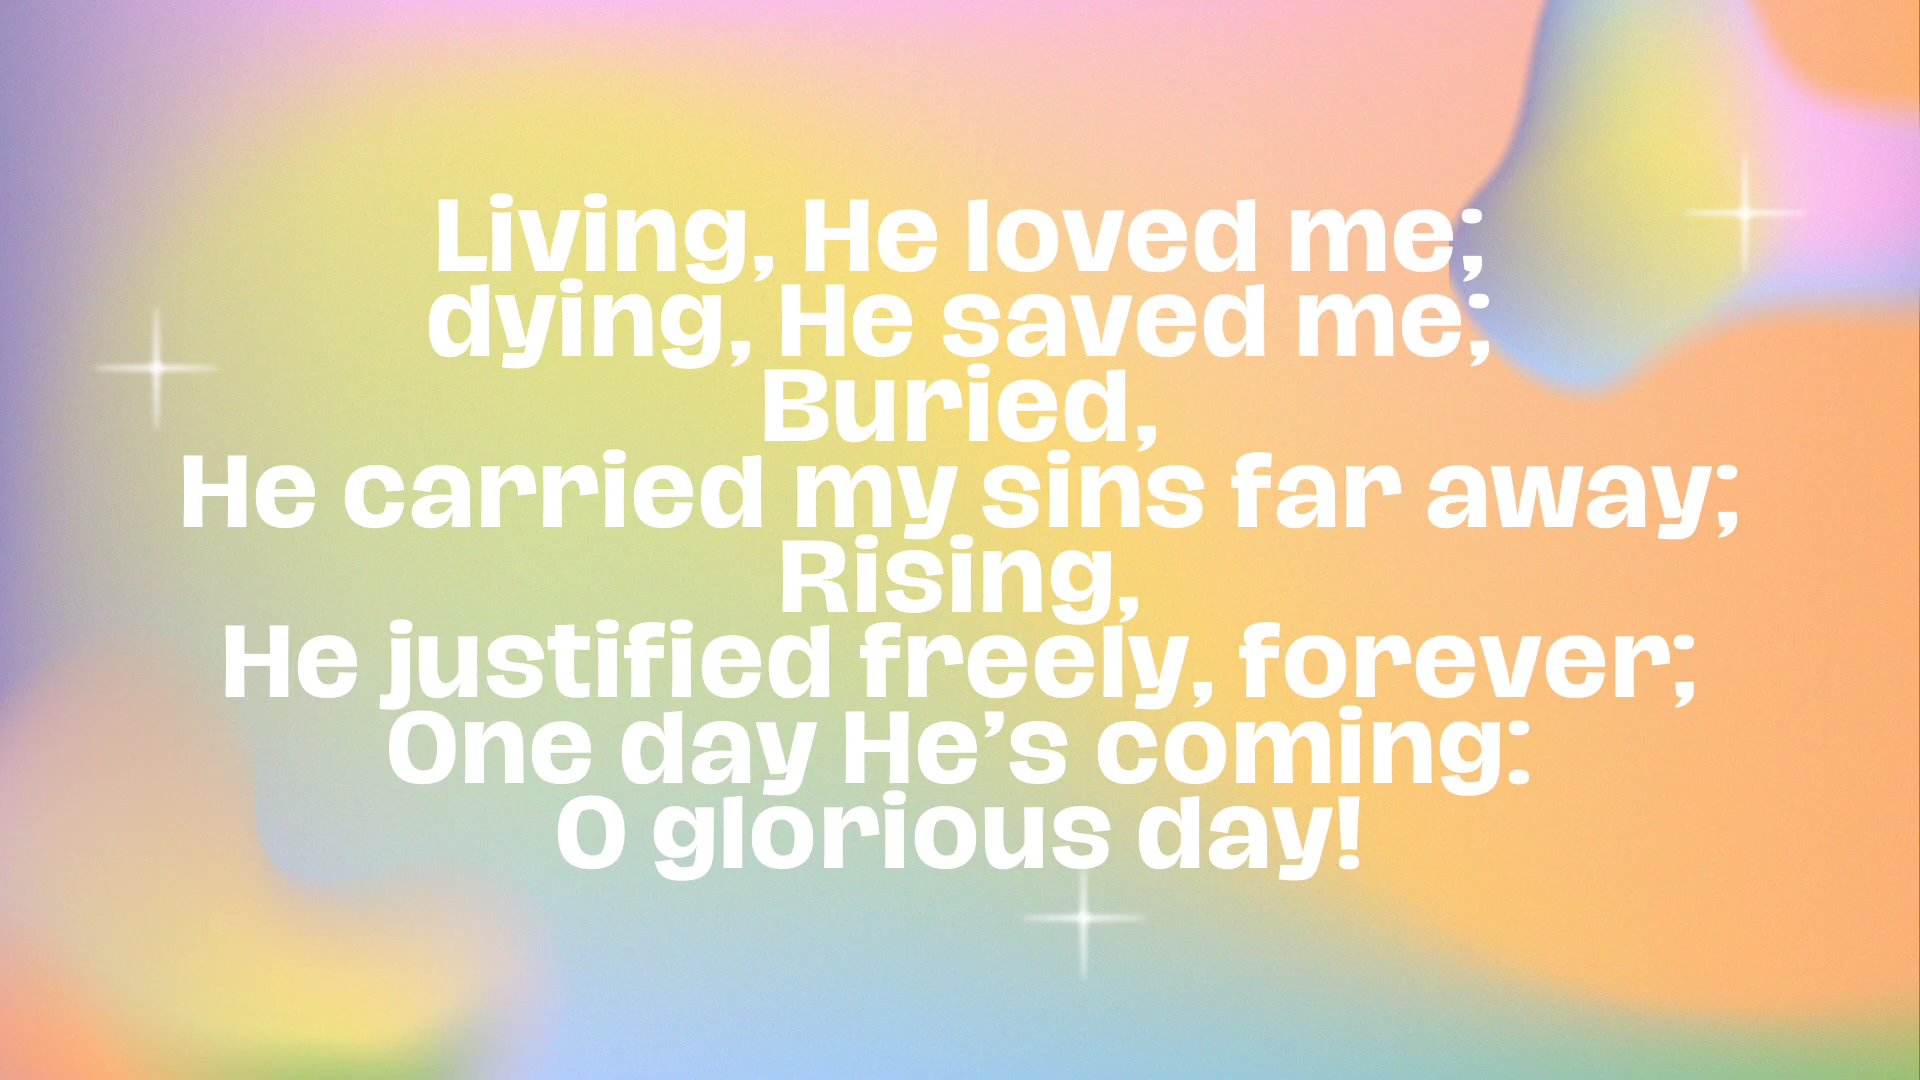 Living, He loved me;
dying, He saved me;
Buried,
He carried my sins far away;
Rising,
He justified freely, forever;
One day He’s coming:
O glorious day!